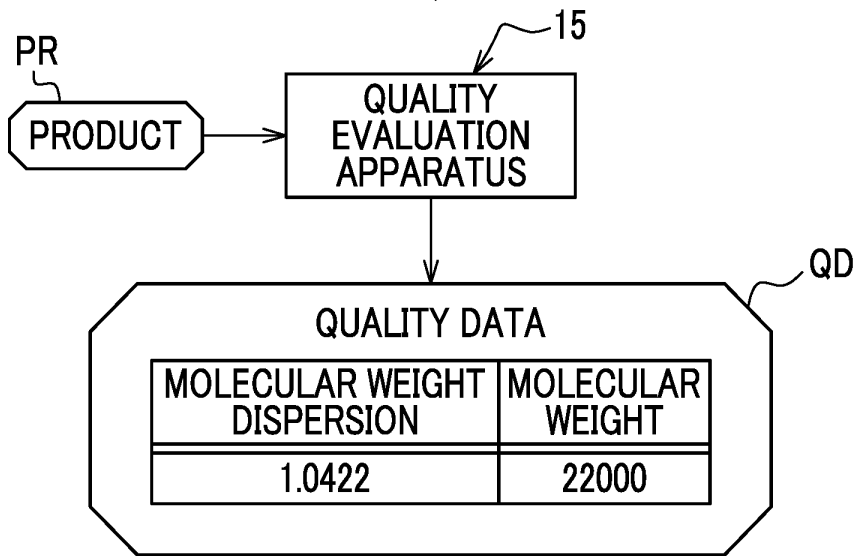 15
PR
PRODUCT
QUALITY
EVALUATION
APPARATUS
QD
QUALITY DATA
MOLECULAR WEIGHT
DISPERSION
MOLECULAR
WEIGHT
1.0422
22000